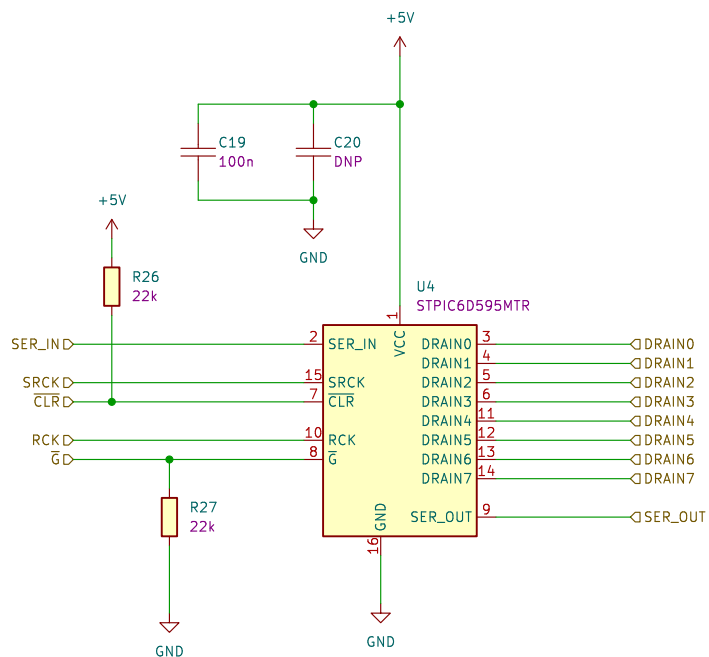 +5V
C19
100n
C20
DNP
+5V
GND
R26
22k
U4
STPIC6D595MTR
1
VCC
SER_IN
2
SER_IN
DRAIN0
3
DRAIN0
DRAIN1
4
DRAIN1
SRCK
15
SRCK
DRAIN2
5
DRAIN2
CLR
7
CLR
DRAIN3
6
DRAIN3
DRAIN4
11
DRAIN4
RCK
10
RCK
DRAIN5
12
DRAIN5
G
8
G
DRAIN6
13
DRAIN6
DRAIN7
14
DRAIN7
R27
22k
GND
SER_OUT
9
SER_OUT
16
GND
GND